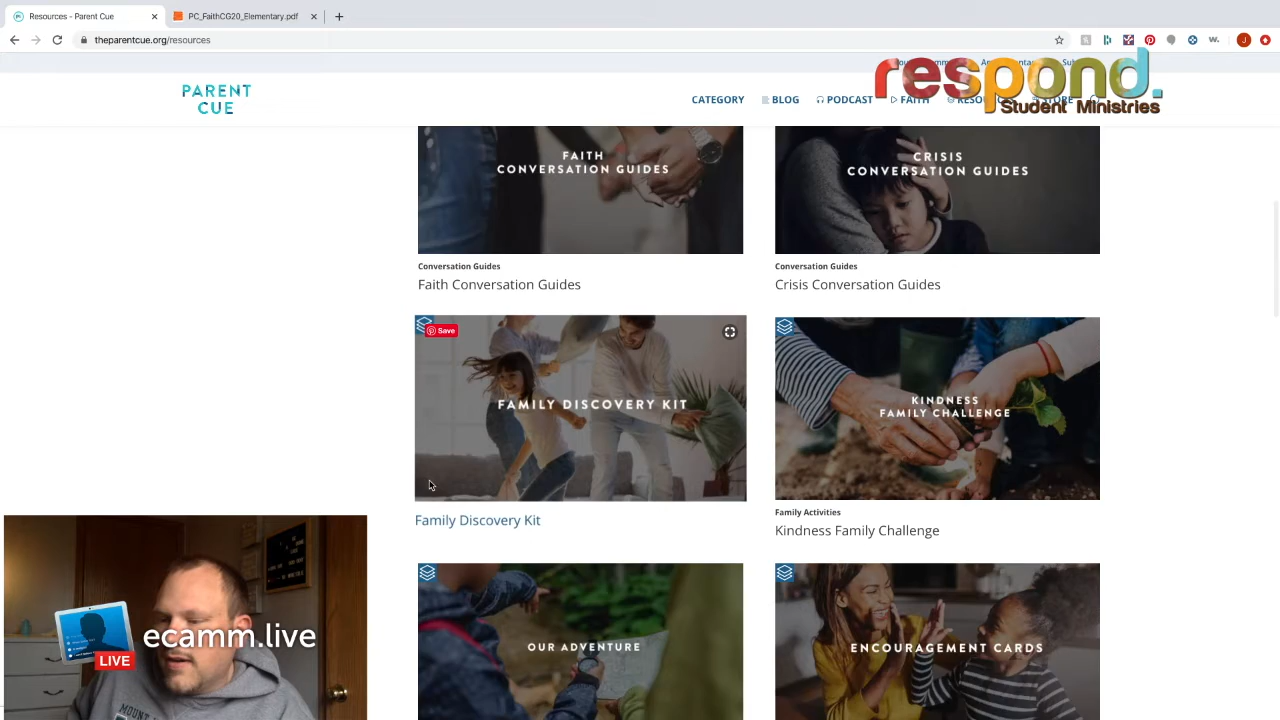 Resources - Parent Cue
PC_FaithCG20_Elementary.pdf
theparentcue.org/resources
respond.
Student Ministries
PARENT
CUE
CATEGORY
BLOG
PODCAST
FAITH
STORE
FAITH
CONVERSATION GUIDES
CRISIS
CONVERSATION GUIDES
Conversation Guides
Faith Conversation Guides
Conversation Guides
Crisis Conversation Guides
Save
FAMILY DISCOVERY KIT
KINDNESS
FAMILY CHALLENGE
Family Discovery Kit
Family Activities
Kindness Family Challenge
OUR ADVENTURE
ENCOURAGEMENT CARDS
ecamm.live
LIVE